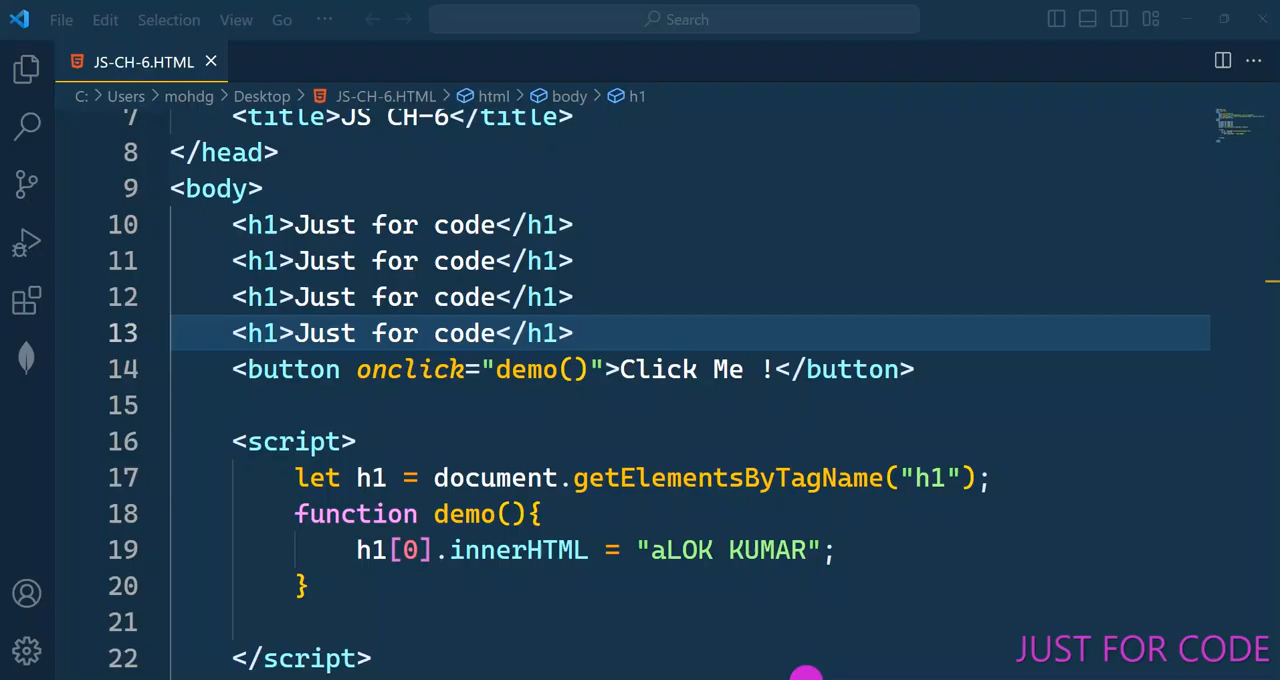 File Edit Selection View Go ··· Search
JS-CH-6.HTML
C: > Users > mohdg > Desktop > JS-CH-6.HTML > html > body > h1
7 <title>JS CH-6</title>
8 </head>
9 <body>
10 <h1>Just for code</h1>
11 <h1>Just for code</h1>
12 <h1>Just for code</h1>
13 <h1>Just for code</h1>
14 <button onclick="demo()">Click Me !</button>
15
16 <script>
17 let h1 = document.getElementsByTagName("h1");
18 function demo(){
19 h1[0].innerHTML = "aLOK KUMAR";
20 }
21
22 </script>
JUST FOR CODE